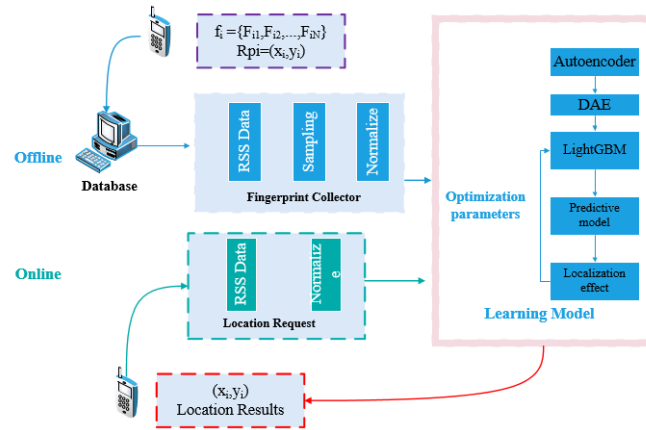 fᵢ ={Fᵢ₁,Fᵢ₂,...,FᵢN}
Rpi=(xᵢ,yᵢ)
Offline
Database
RSS Data
Sampling
Normalize
Fingerprint Collector
Online
RSS Data
Normaliz
e
Location Request
(xᵢ,yᵢ)
Location Results
Autoencoder
DAE
LightGBM
Optimization
parameters
Predictive
model
Localization
effect
Learning Model